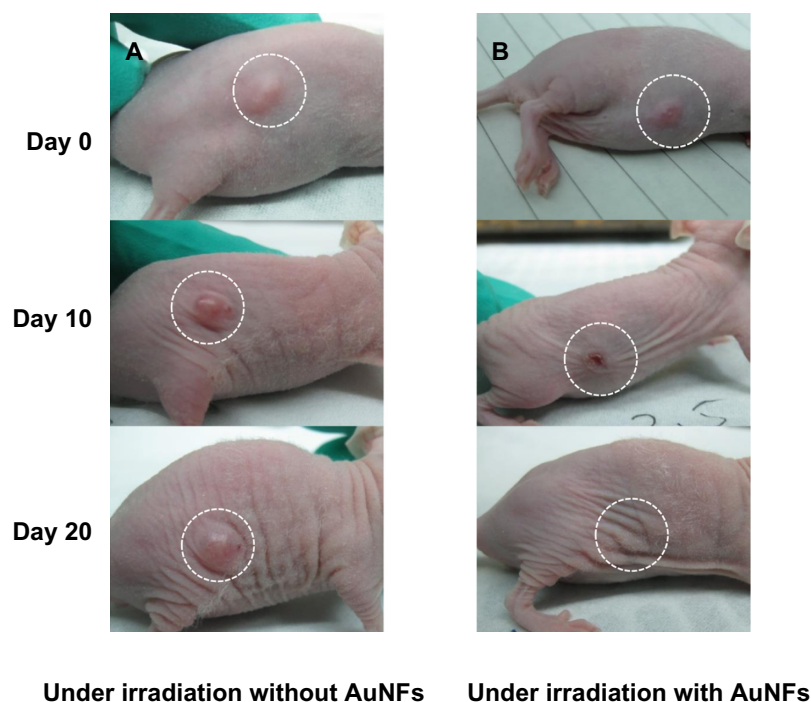 A
B
Day 0
Day 10
Day 20
Under irradiation without AuNFs
Under irradiation with AuNFs